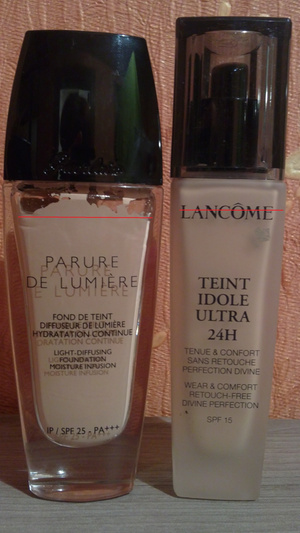 PARURE
DE LUMIÈRE
FOND DE TEINT
DIFFUSEUR DE LUMIÈRE
HYDRATATION CONTINUE
LIGHT-DIFFUSING
FOUNDATION
MOISTURE INFUSION
IP / SPF 25 - PA+++
LANCÔME
TEINT
IDOLE
ULTRA
24H
TENUE & CONFORT
SANS RETOUCHE
PERFECTION DIVINE
WEAR & COMFORT
RETOUCH-FREE
DIVINE PERFECTION
SPF 15